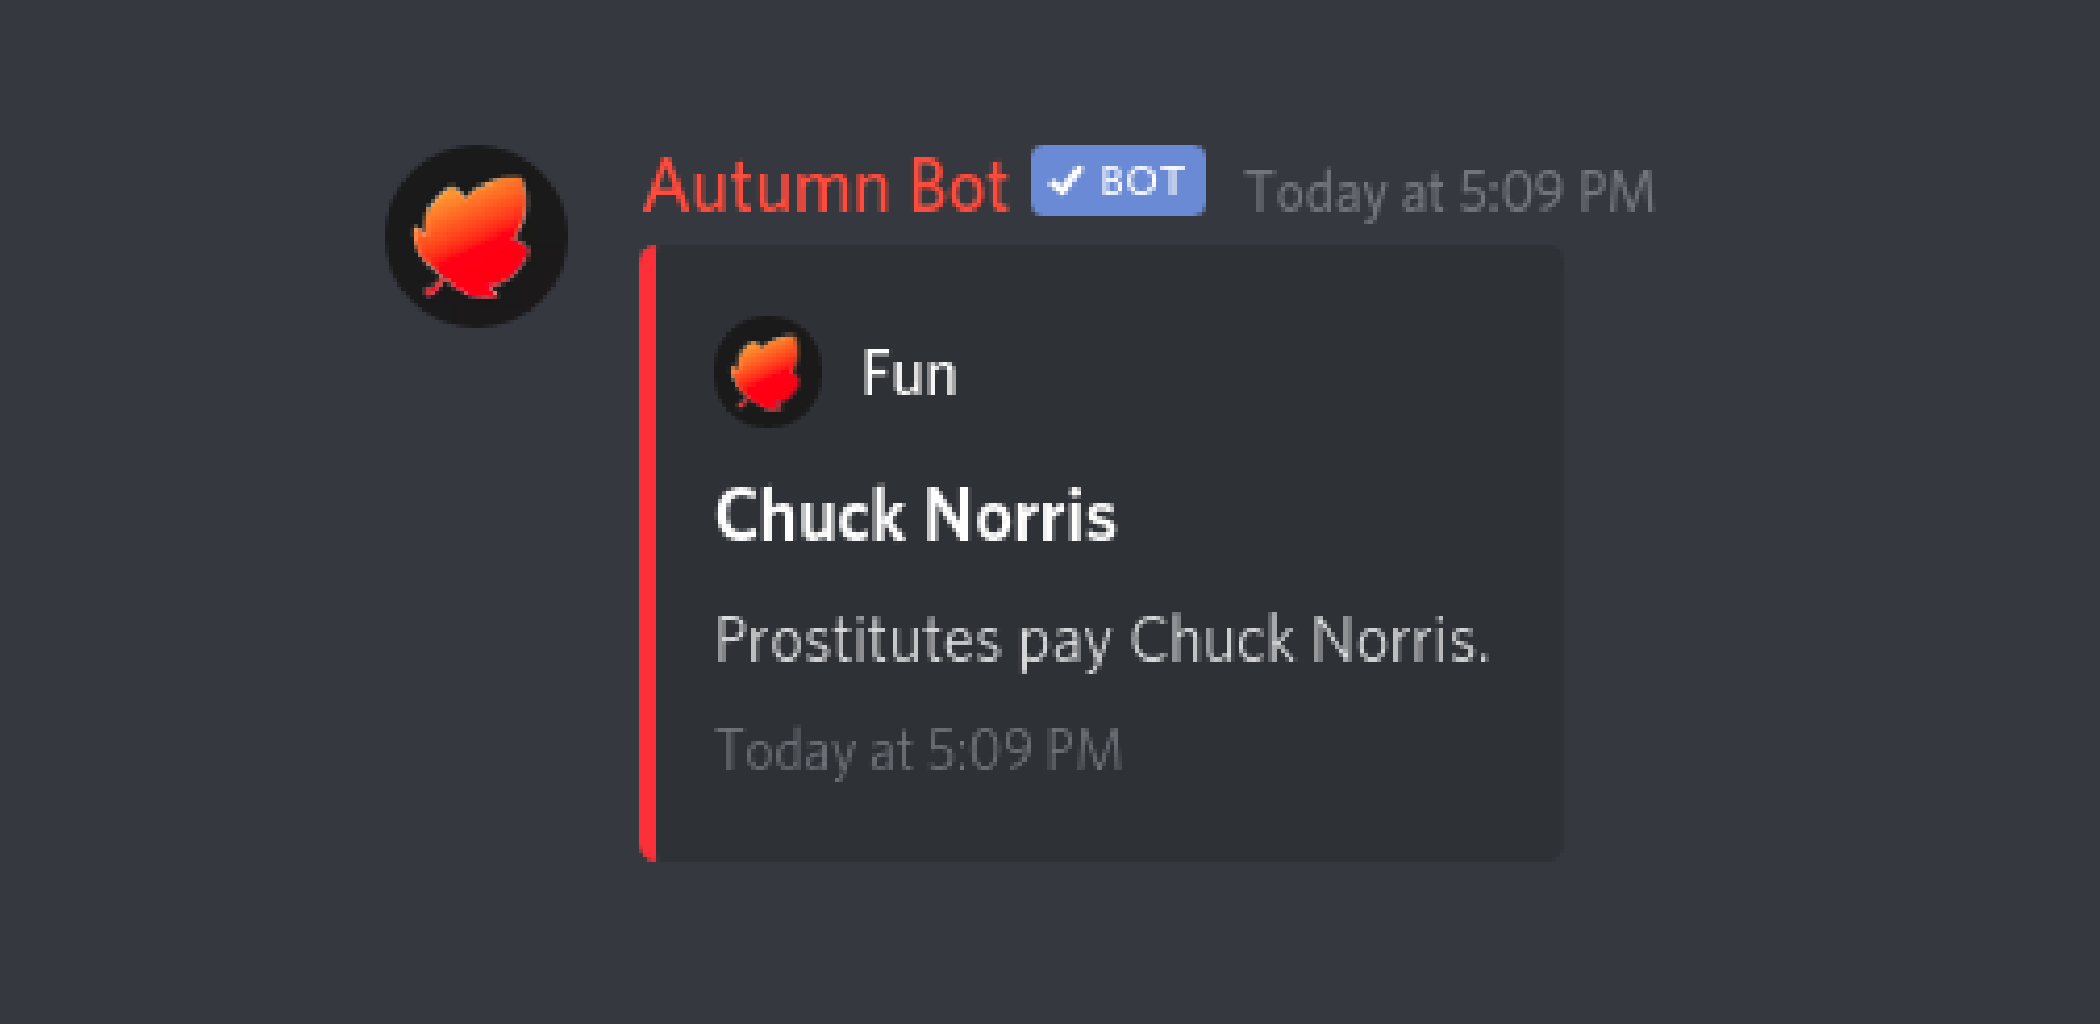 Autumn Bot ✔ BOT Today at 5:09 PM
Fun
Chuck Norris
Prostitutes pay Chuck Norris.
Today at 5:09 PM